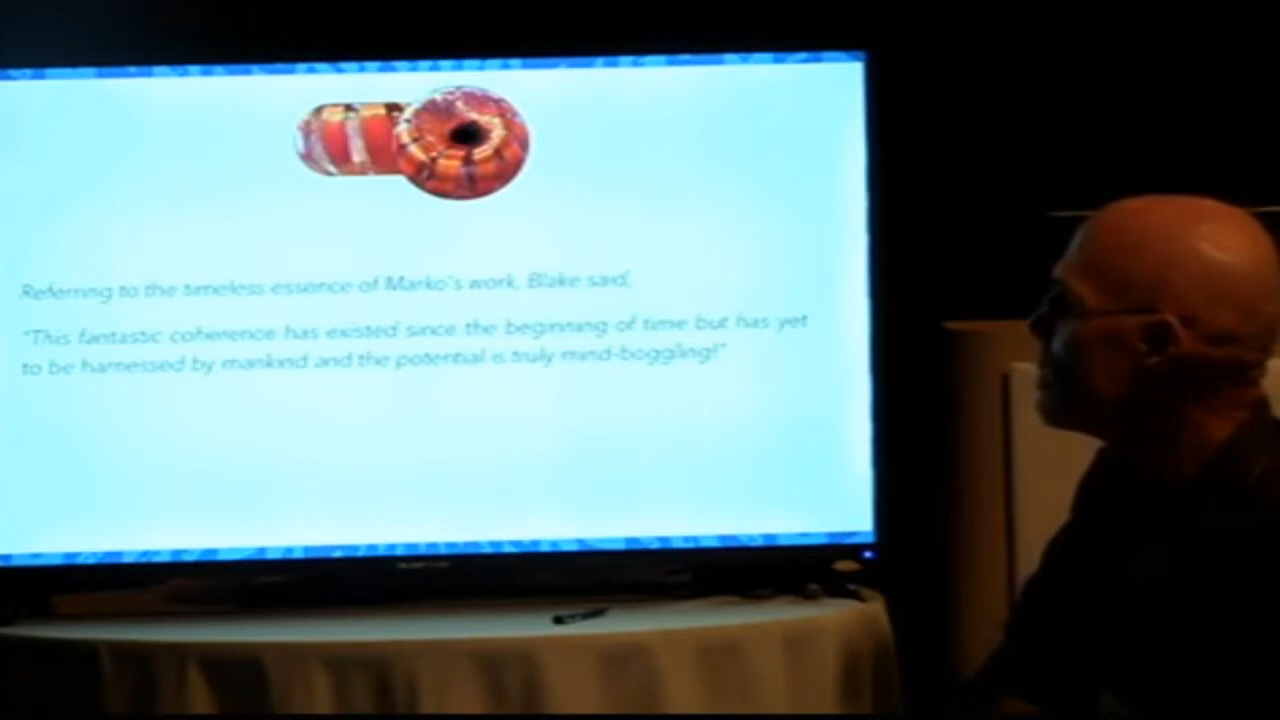 Referring to the timeless essence of Marko's work, Blake said,
"This fantastic coherence has existed since the beginning of time but has yet
to be harnessed by mankind and the potential is truly mind-boggling!"